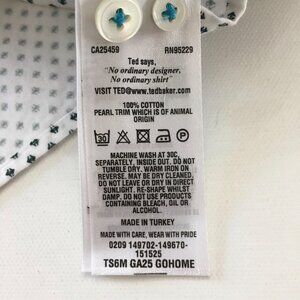 CA25459 RN95229
Ted says,
"No ordinary designer,
No ordinary shirt"
VISIT TED@WWW.TEDBAKER.COM
100% COTTON
PEARL TRIM WHICH IS OF ANIMAL
ORIGIN
MACHINE WASH AT 30C,
SEPARATELY, INSIDE OUT. DO NOT
TUMBLE DRY. WARM IRON ON
REVERSE. MAY BE DRY CLEANED.
DO NOT LEAVE OR DRY IN DIRECT
SUNLIGHT. RE-SHAPE WHILST
DAMP. DO NOT USE PRODUCTS
CONTAINING BLEACH, OIL OR
ALCOHOL.
MADE IN TURKEY
MADE WITH CARE, WEAR WITH PRIDE
0209 149702-149670-
151525
TS6M GA25 GOHOME